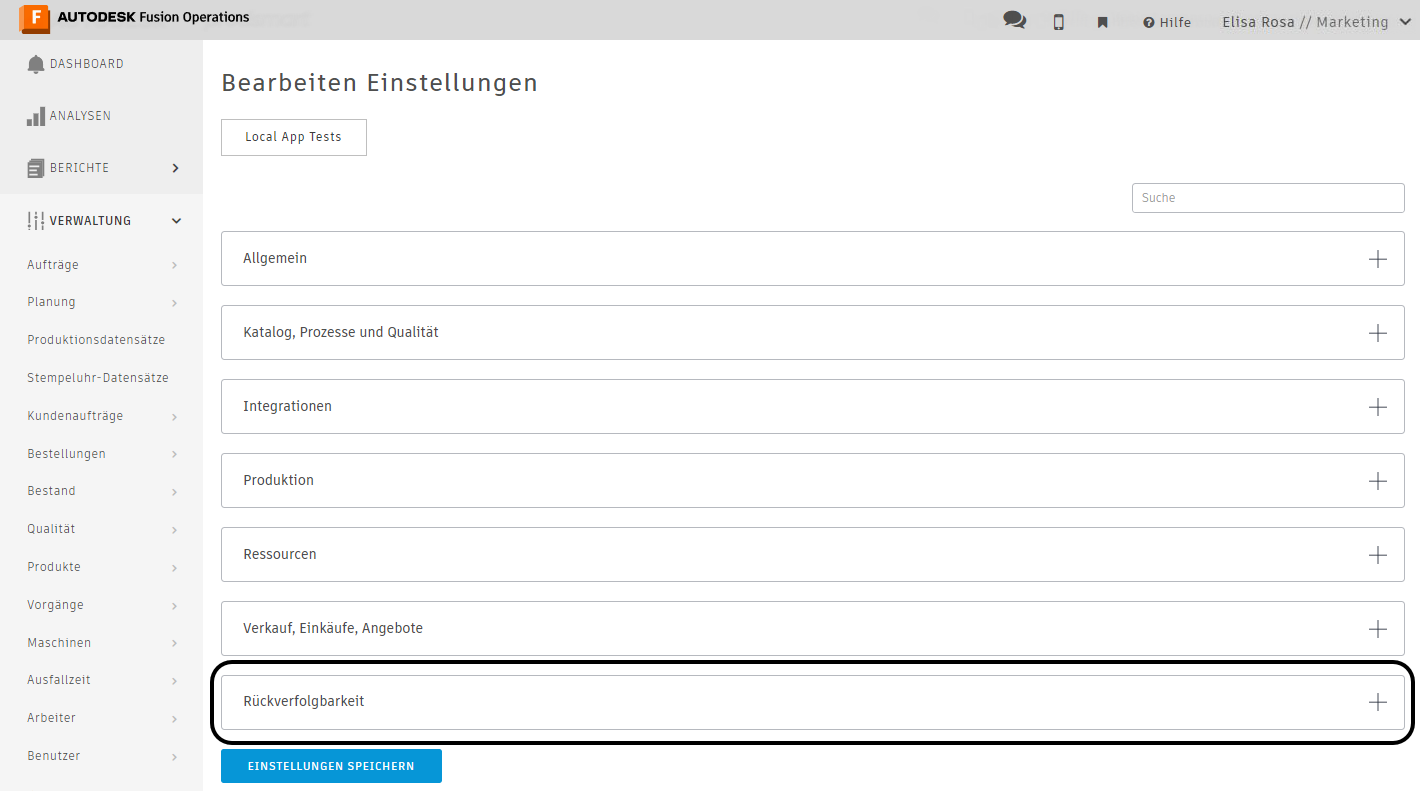 F AUTODESK Fusion Operations
Hilfe
Elisa Rosa // Marketing
DASHBOARD
ANALYSEN
BERICHTE
VERWALTUNG
Aufträge
Planung
Produktionsdatensätze
Stempeluhr-Datensätze
Kundenaufträge
Bestellungen
Bestand
Qualität
Produkte
Vorgänge
Maschinen
Ausfallzeit
Arbeiter
Benutzer
Bearbeiten Einstellungen
Local App Tests
Suche
Allgemein
Katalog, Prozesse und Qualität
Integrationen
Produktion
Ressourcen
Verkauf, Einkäufe, Angebote
Rückverfolgbarkeit
EINSTELLUNGEN SPEICHERN